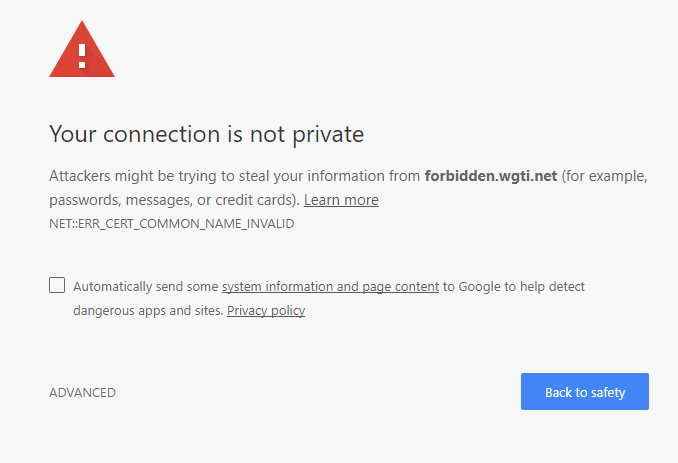 Your connection is not private
Attackers might be trying to steal your information from forbidden.wgti.net (for example,
passwords, messages, or credit cards). Learn more
NET::ERR_CERT_COMMON_NAME_INVALID
Automatically send some system information and page content to Google to help detect
dangerous apps and sites. Privacy policy
ADVANCED
Back to safety